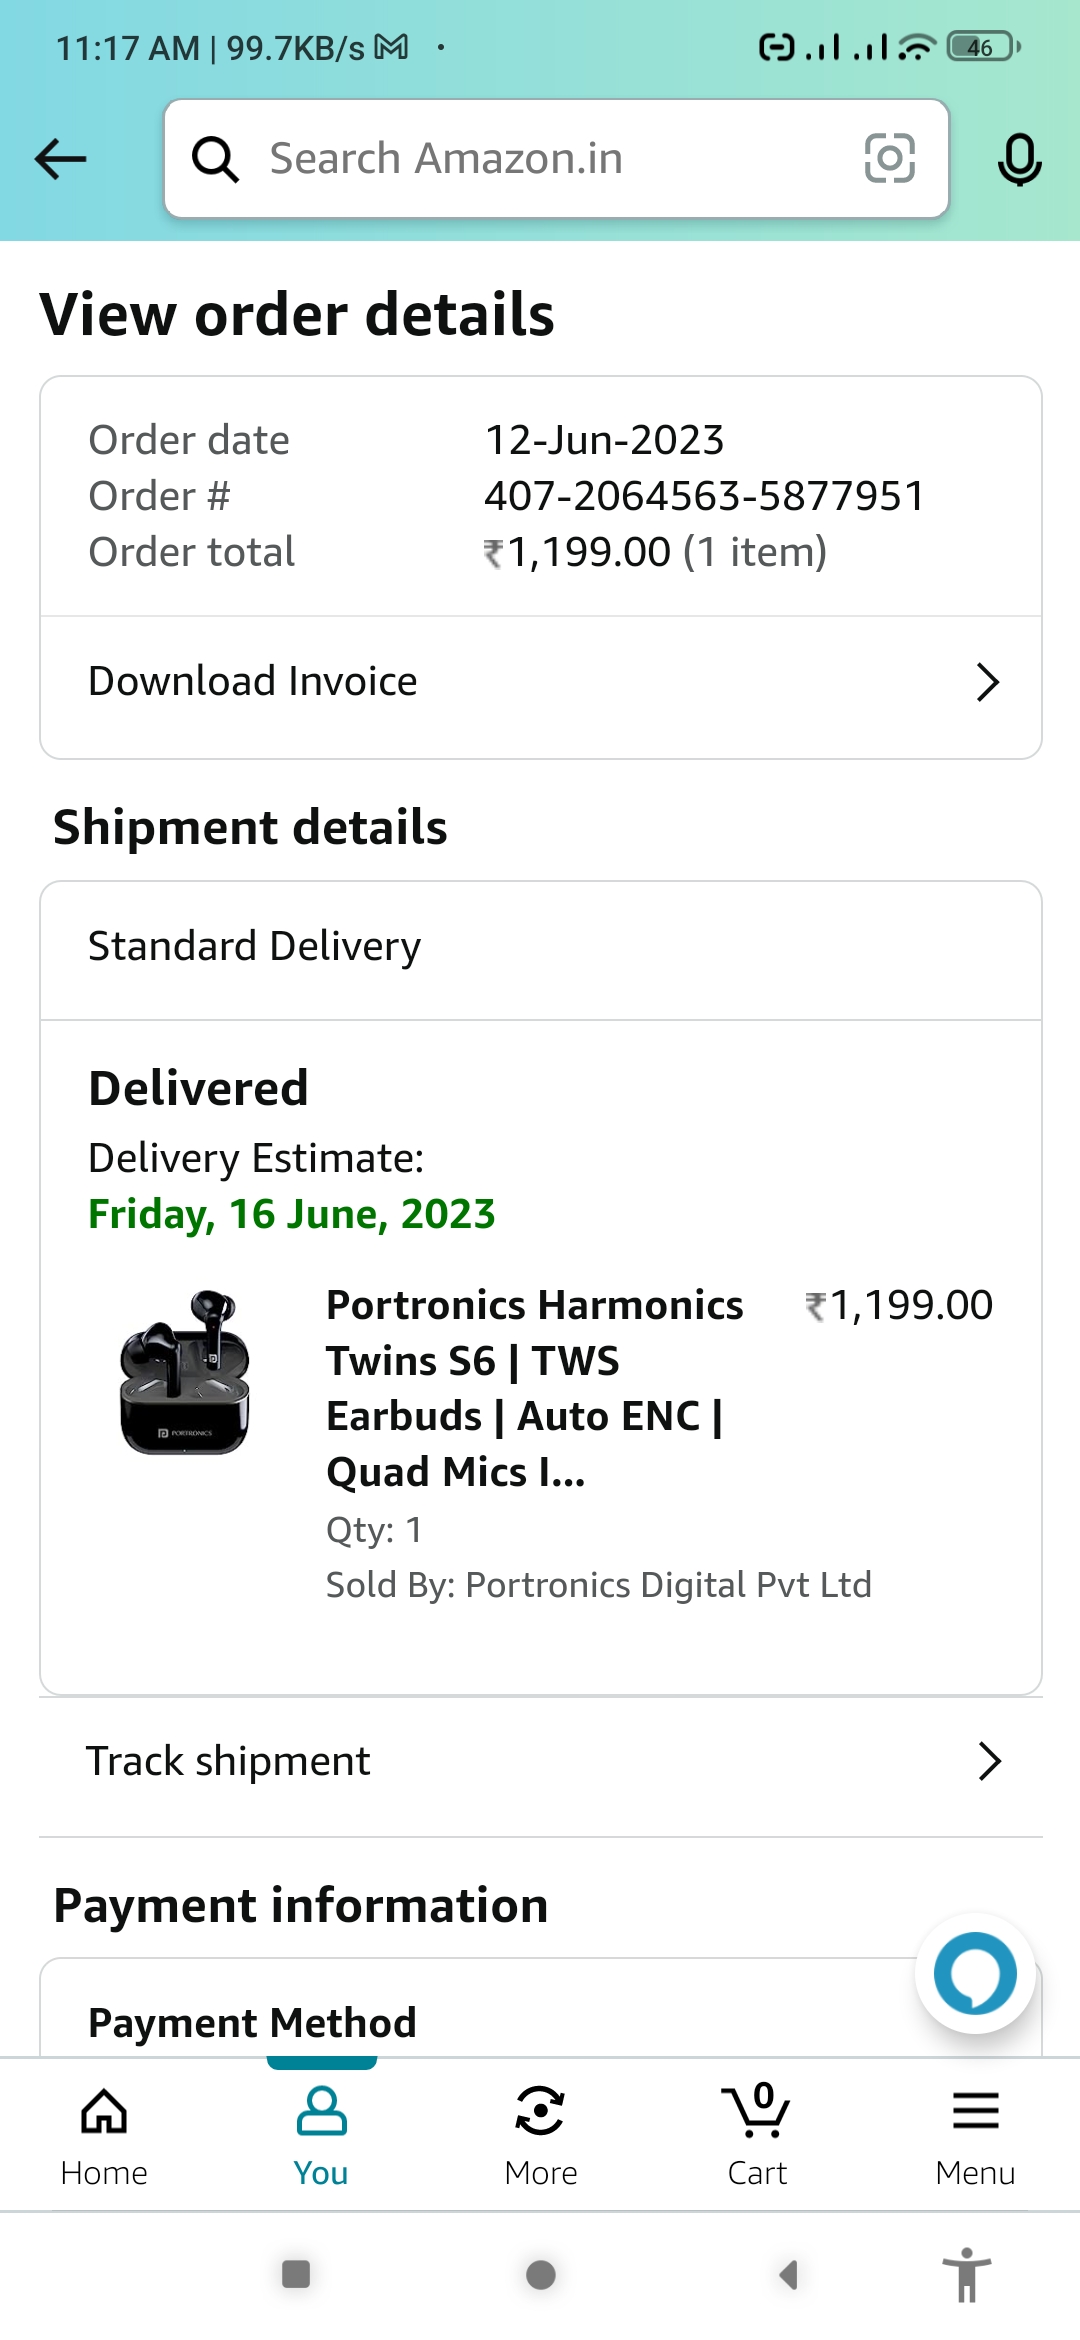 11:17 AM | 99.7KB/s
46
Search Amazon.in
View order details
Order date 12-Jun-2023
Order # 407-2064563-5877951
Order total ₹1,199.00 (1 item)
Download Invoice
Shipment details
Standard Delivery
Delivered
Delivery Estimate:
Friday, 16 June, 2023
Portronics Harmonics ₹1,199.00
Twins S6 | TWS
Earbuds | Auto ENC |
Quad Mics I...
PORTRONICS
Qty: 1
Sold By: Portronics Digital Pvt Ltd
Track shipment
Payment information
Payment Method
0
Home You More Cart Menu